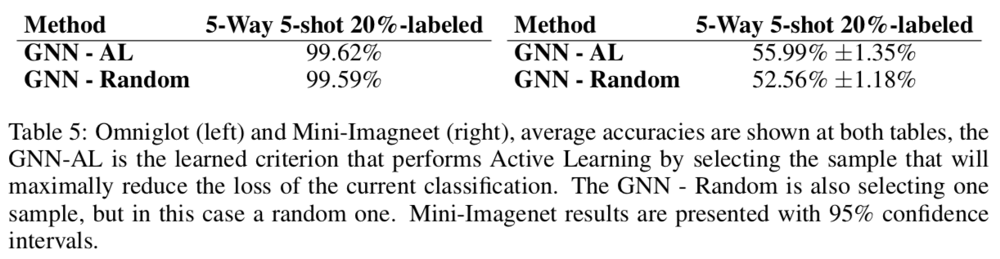 Method 5-Way 5-shot 20%-labeled
GNN - AL 99.62%
GNN - Random 99.59%
Method 5-Way 5-shot 20%-labeled
GNN - AL 55.99% ±1.35%
GNN - Random 52.56% ±1.18%
Table 5: Omniglot (left) and Mini-Imagneet (right), average accuracies are shown at both tables, the
GNN-AL is the learned criterion that performs Active Learning by selecting the sample that will
maximally reduce the loss of the current classification. The GNN - Random is also selecting one
sample, but in this case a random one. Mini-Imagenet results are presented with 95% confidence
intervals.